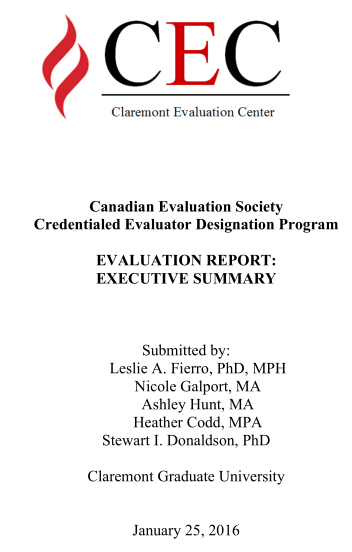 CEC
Claremont Evaluation Center
Canadian Evaluation Society
Credentialed Evaluator Designation Program
EVALUATION REPORT:
EXECUTIVE SUMMARY
Submitted by:
Leslie A. Fierro, PhD, MPH
Nicole Galport, MA
Ashley Hunt, MA
Heather Codd, MPA
Stewart I. Donaldson, PhD
Claremont Graduate University
January 25, 2016